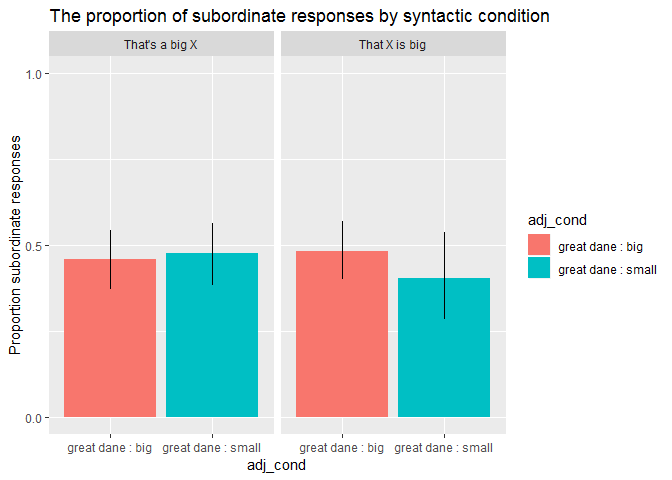 The proportion of subordinate responses by syntactic condition
That's a big X
That X is big
Proportion subordinate responses
1.0
0.5
0.0
great dane : big
great dane : small
great dane : big
great dane : small
adj_cond
adj_cond
great dane : big
great dane : small